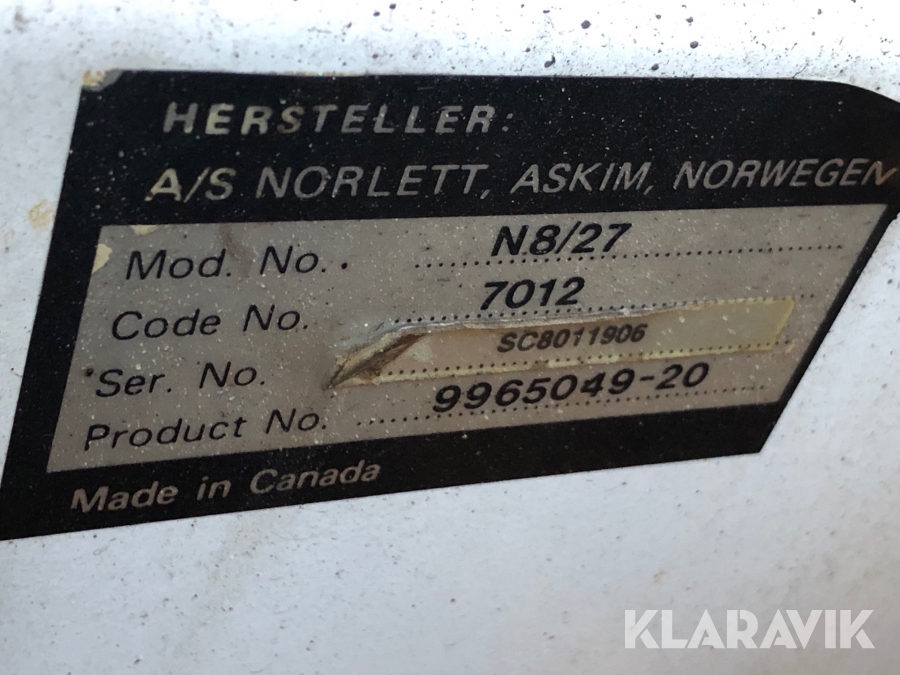 HERSTELLER:
A/S NORLETT, ASKIM, NORWEGEN
Mod. No. N8/27
Code No. 7012
Ser. No. SC8011906
Product No. 9965049-20
Made in Canada
KLARAVIK